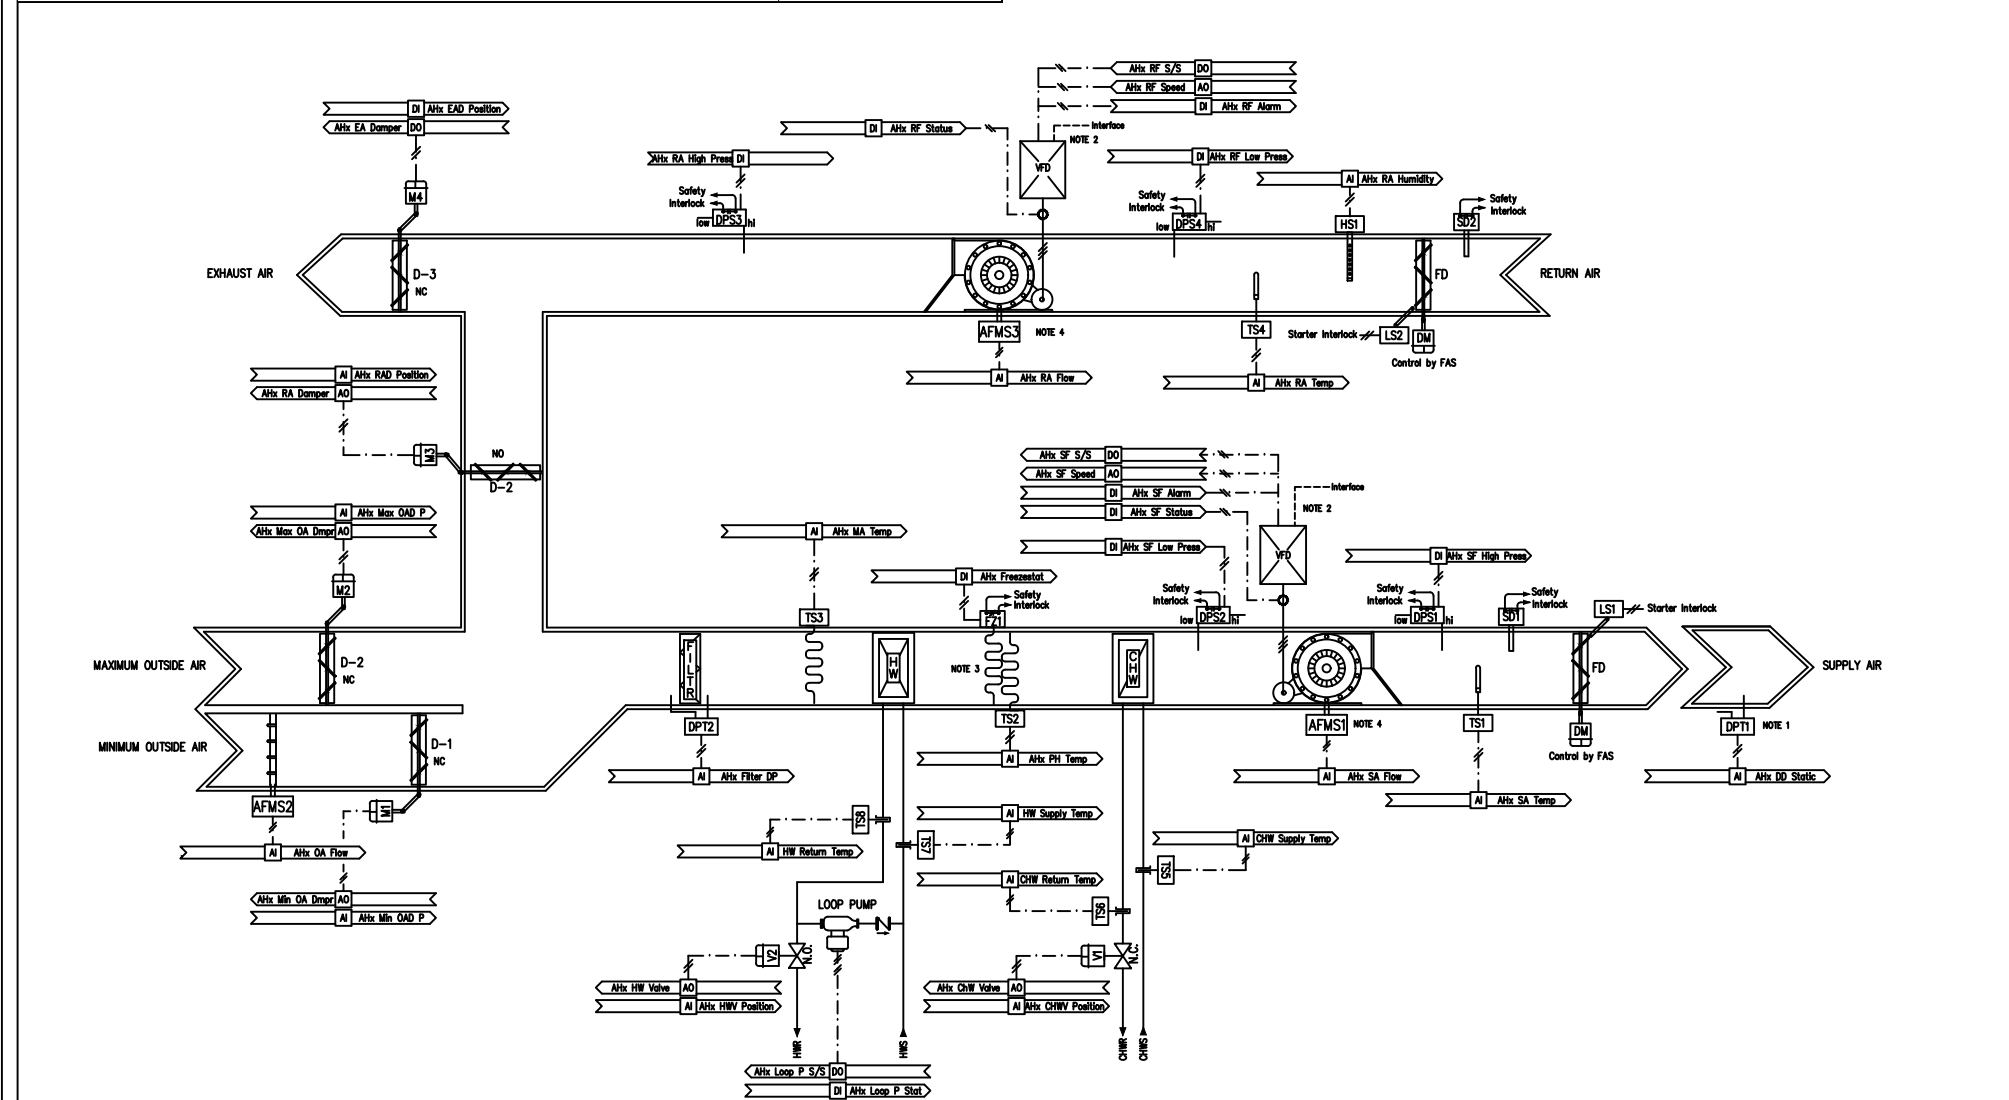 AHx RF S/S DO
AHx RF Speed AO
DI AHx RF Alarm
DI AHx EAD Position
AHx EA Damper DO
DI AHx RF Status
Interface
NOTE 2
VFD
AHx RA High Press DI
DI AHx RF Low Press
AI AHx RA Humidity
M4
Safety
Interlock
low DPS3 hi
Safety
Interlock
low DPS4 hi
HS1
SD2
Safety
Interlock
EXHAUST AIR
D-3
NC
FD
RETURN AIR
AFMS3
NOTE 4
TS4
Starter Interlock
LS2
DM
Control by FAS
AI AHx RA Flow
AI AHx RA Temp
AI AHx RAD Position
AHx RA Damper AO
M3
NO
D-2
AHx SF S/S DO
AHx SF Speed AO
DI AHx SF Alarm
DI AHx SF Status
Interface
NOTE 2
VFD
DI AHx SF Low Press
DI AHx SF High Press
AI AHx Max OAD P
AHx Max OA Dmpr AO
M2
AI AHx MA Temp
DI AHx Freezestat
Safety
Interlock
FZ1
TS3
Safety
Interlock
low DPS2 hi
Safety
Interlock
low DPS1 hi
SD1
Safety
Interlock
LS1
Starter Interlock
MAXIMUM OUTSIDE AIR
D-2
NC
FILTR
HW
NOTE 3
CHW
FD
SUPPLY AIR
MINIMUM OUTSIDE AIR
D-1
NC
DPT2
TS2
AFMS1
NOTE 4
TS1
DM
Control by FAS
DPT1
NOTE 1
AI AHx Filter DP
AI AHx PH Temp
AI AHx SA Flow
AI AHx SA Temp
AI AHx DD Static
AFMS2
M1
AI AHx OA Flow
AHx Min OA Dmpr AO
AI AHx Min OAD P
TS8
AI HW Return Temp
AI HW Supply Temp
TS7
AI CHW Supply Temp
TS5
AI CHW Return Temp
TS6
LOOP PUMP
V2
N.O.
V1
N.C.
AHx HW Valve AO
AI AHx HWV Position
AHx ChW Valve AO
AI AHx CHWV Position
HWR
HWS
CHWR
CHWS
AHx Loop P S/S DO
DI AHx Loop P Stat